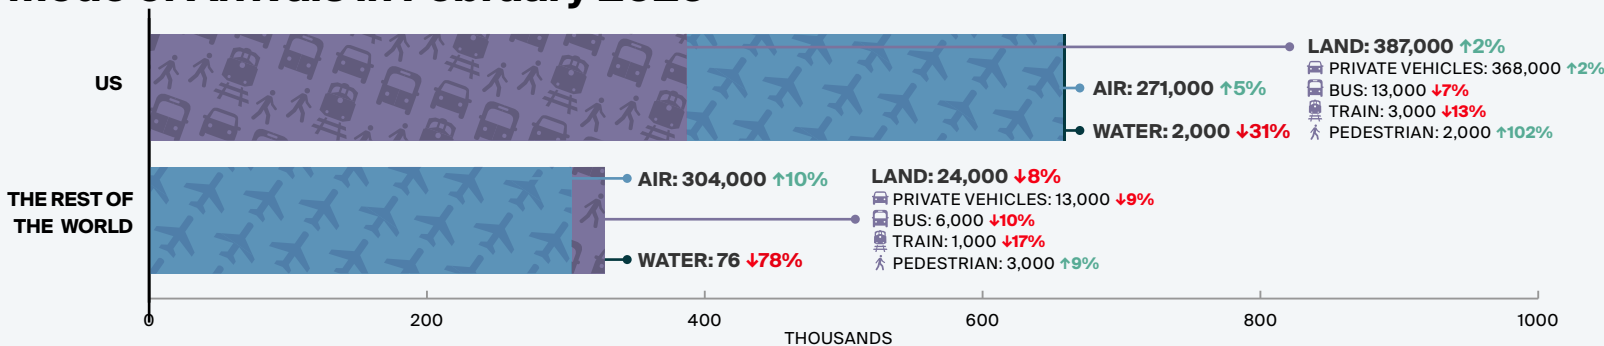 US
LAND: 387,000 ↑2%
PRIVATE VEHICLES: 368,000 ↑2%
AIR: 271,000 ↑5%
BUS: 13,000 ↓7%
TRAIN: 3,000 ↓13%
WATER: 2,000 ↓31%
PEDESTRIAN: 2,000 ↑102%
THE REST OF
THE WORLD
AIR: 304,000 ↑10%
WATER: 76 ↓78%
LAND: 24,000 ↓8%
PRIVATE VEHICLES: 13,000 ↓9%
BUS: 6,000 ↓10%
TRAIN: 1,000 ↓17%
PEDESTRIAN: 3,000 ↑9%
0 200 400 600 800 1000
THOUSANDS